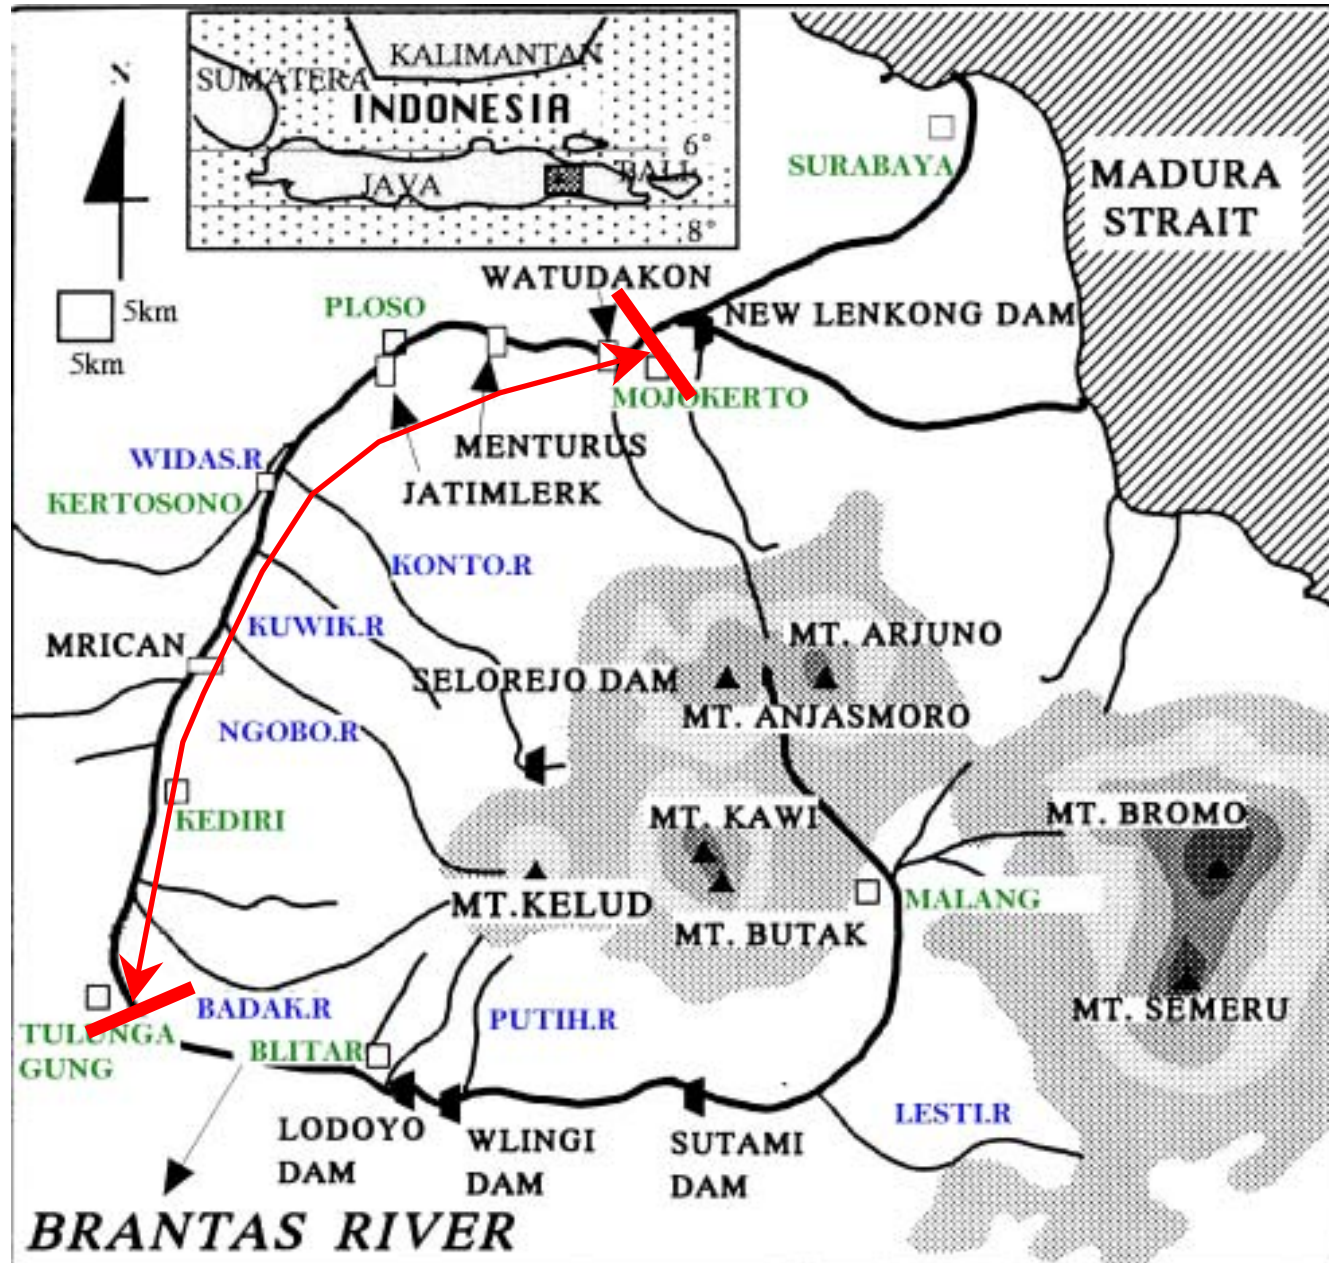 KALIMANTAN
SUMATERA
INDONESIA
N
6°
JAVA
BALI
8°
SURABAYA
MADURA
STRAIT
WATUDAKON
5km
5km
PLOSO
NEW LENKONG DAM
MOJOKERTO
MENTURUS
WIDAS.R
JATIMLERK
KERTOSONO
KONTO.R
KUWIK.R
MRICAN
MT. ARJUNO
SELOREJO DAM
MT. ANJASMORO
NGOBO.R
KEDIRI
MT. KAWI
MT. BROMO
MT.KELUD
MALANG
MT. BUTAK
BADAK.R
PUTIH.R
MT. SEMERU
TULUNGA
GUNG
BLITAR
LODOYO
DAM
WLINGI
DAM
SUTAMI
DAM
LESTI.R
BRANTAS RIVER